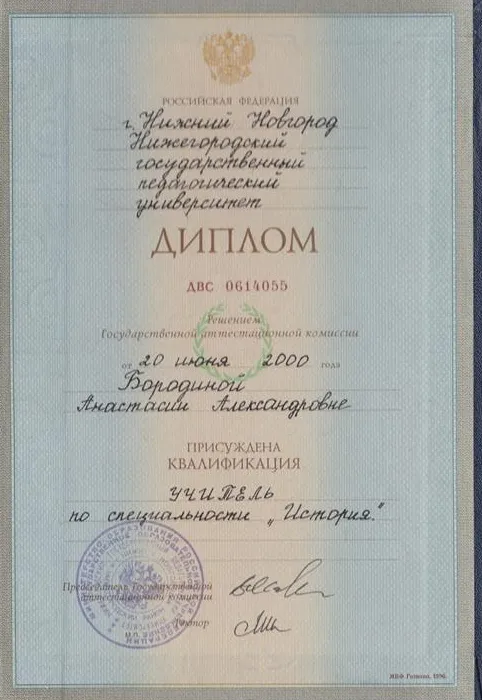 РОССИЙСКАЯ ФЕДЕРАЦИЯ
г. Нижний Новгород
Нижегородский
государственный
педагогический
университет
ДИПЛОМ
ДВС 0614055
Решением
Государственной аттестационной комиссии
от 20 июня 2000 года
Бородиной
Анастасии Александровне
ПРИСУЖДЕНА
КВАЛИФИКАЦИЯ
УЧИТЕЛЬ
по специальности „История."
Председатель Государственной
аттестационной комиссии
Ректор